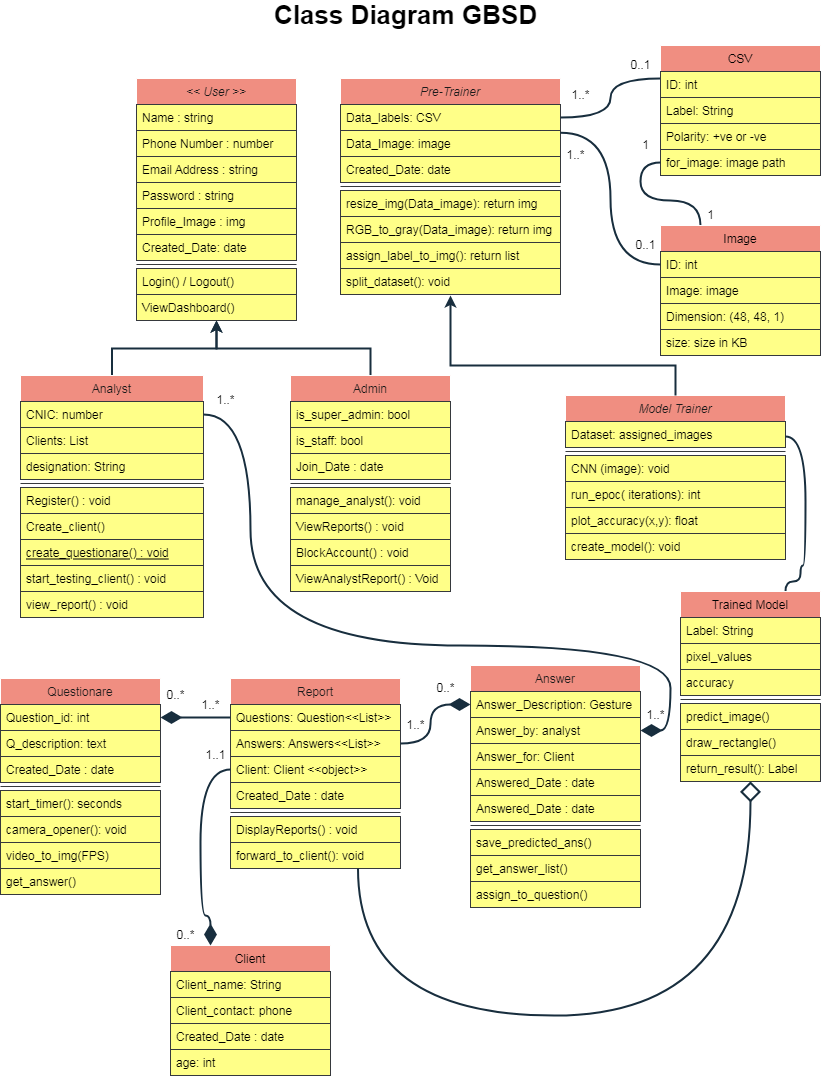 Class Diagram GBSD
<< User >>
Name : string
Phone Number : number
Email Address : string
Password : string
Profile_Image : img
Created_Date: date
Login() / Logout()
ViewDashboard()
Pre-Trainer
Data_labels: CSV
Data_Image: image
Created_Date: date
resize_img(Data_image): return img
RGB_to_gray(Data_image): return img
assign_label_to_img(): return list
split_dataset(): void
1..*
0..1
1..*
0..1
CSV
ID: int
Label: String
Polarity: +ve or -ve
for_image: image path
1
1
Image
ID: int
Image: image
Dimension: (48, 48, 1)
size: size in KB
Analyst
CNIC: number
Clients: List
designation: String
Register() : void
Create_client()
create_questionare() : void
start_testing_client() : void
view_report() : void
1..*
Admin
is_super_admin: bool
is_staff: bool
Join_Date : date
manage_analyst(): void
ViewReports() : void
BlockAccount() : void
ViewAnalystReport() : Void
Model Trainer
Dataset: assigned_images
CNN (image): void
run_epoc( iterations): int
plot_accuracy(x,y): float
create_model(): void
Trained Model
Label: String
pixel_values
accuracy
predict_image()
draw_rectangle()
return_result(): Label
Questionare
Question_id: int
Q_description: text
Created_Date : date
start_timer(): seconds
camera_opener(): void
video_to_img(FPS)
get_answer()
0..*
1..*
1..1
Report
Questions: Question<<List>>
Answers: Answers<<List>>
Client: Client <<object>>
Created_Date : date
DisplayReports() : void
forward_to_client(): void
0..*
1..*
Answer
Answer_Description: Gesture
Answer_by: analyst
Answer_for: Client
Answered_Date : date
Answered_Date : date
save_predicted_ans()
get_answer_list()
assign_to_question()
1..*
0..*
Client
Client_name: String
Client_contact: phone
Created_Date : date
age: int